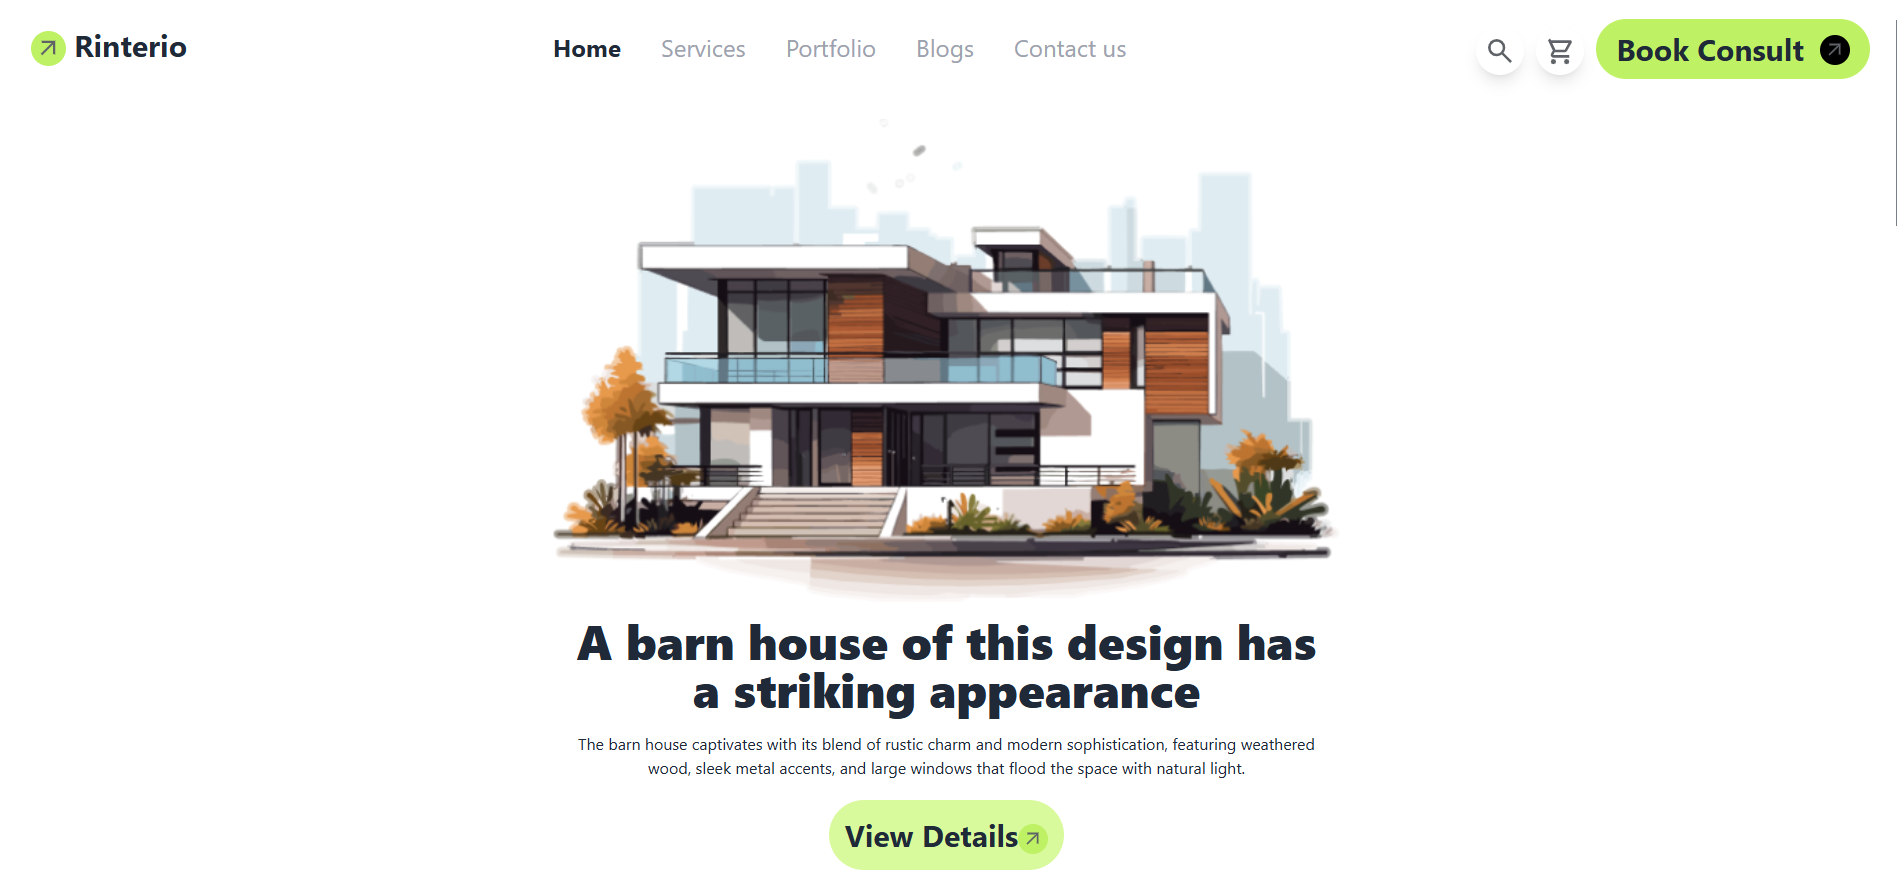 Rinterio
Home Services Portfolio Blogs Contact us
Book Consult
A barn house of this design has
a striking appearance
The barn house captivates with its blend of rustic charm and modern sophistication, featuring weathered
wood, sleek metal accents, and large windows that flood the space with natural light.
View Details